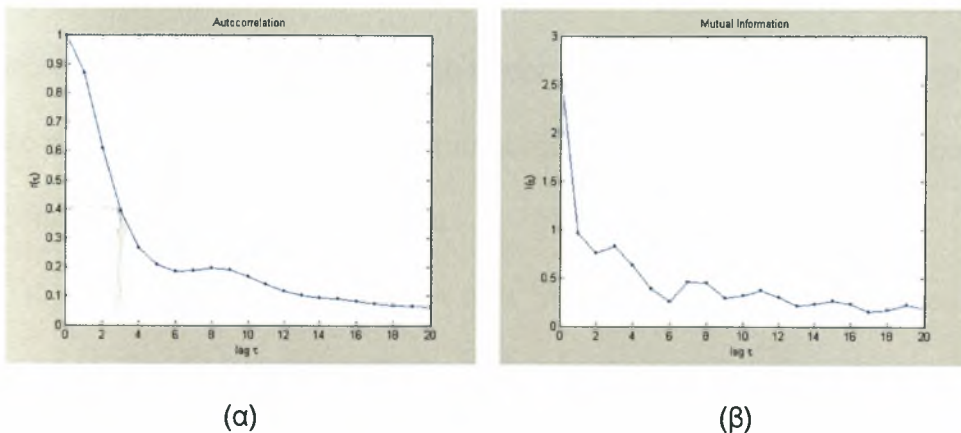 Autocorrelation
1
0.9
0.8
0.7
0.6
0.5
0.4
0.3
0.2
0.1
0
r(τ)
0 2 4 6 8 10 12 14 16 18 20
lag τ
(α)
Mutual Information
3
2.5
2
1.5
1
0.5
0
I(τ)
0 2 4 6 8 10 12 14 16 18 20
lag τ
(β)